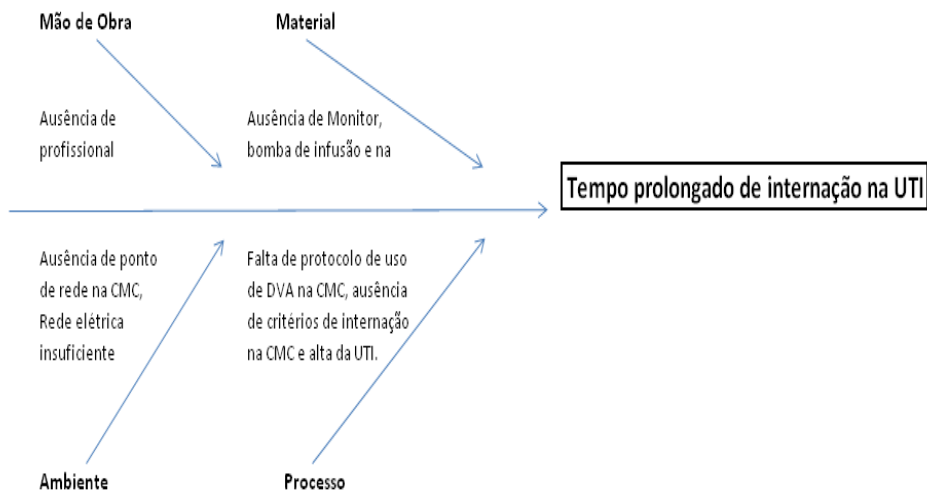 Mão de Obra
Material
Ausência de
profissional
Ausência de Monitor,
bomba de infusão e na
Tempo prolongado de internação na UTI
Ausência de ponto
de rede na CMC,
Rede elétrica
insuficiente
Falta de protocolo de uso
de DVA na CMC, ausência
de critérios de internação
na CMC e alta da UTI.
Ambiente
Processo